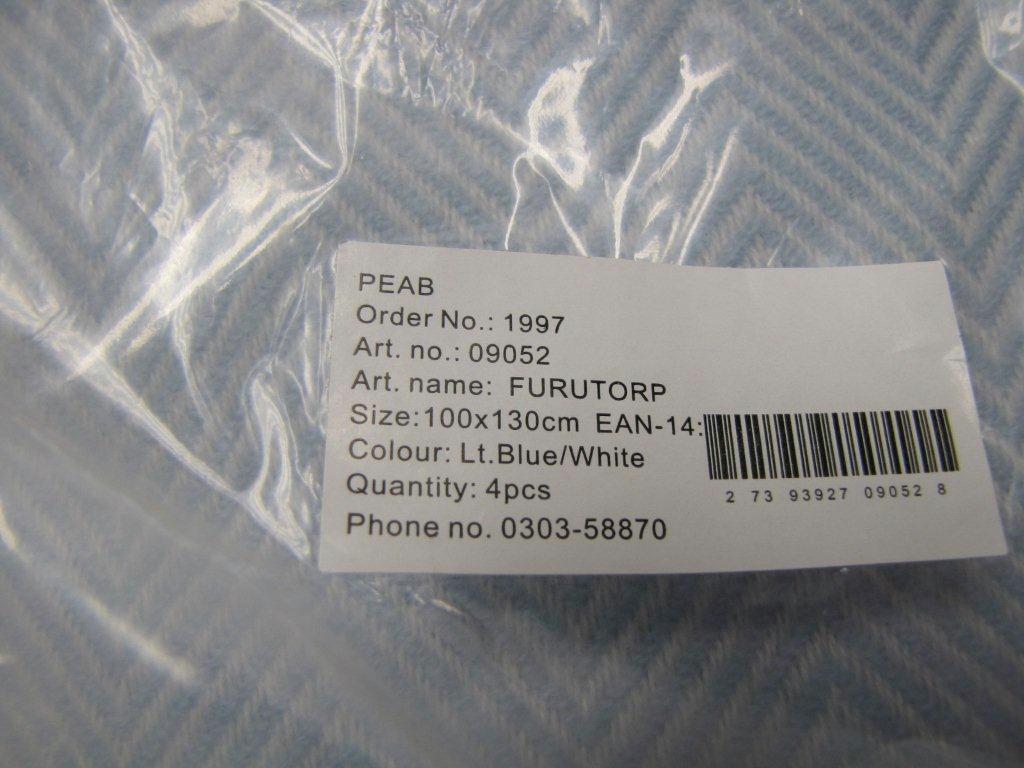 PEAB
Order No.: 1997
Art. no.: 09052
Art. name: FURUTORP
Size:100x130cm EAN-14:
Colour: Lt.Blue/White
Quantity: 4pcs
Phone no. 0303-58870
2 73 93927 09052 8